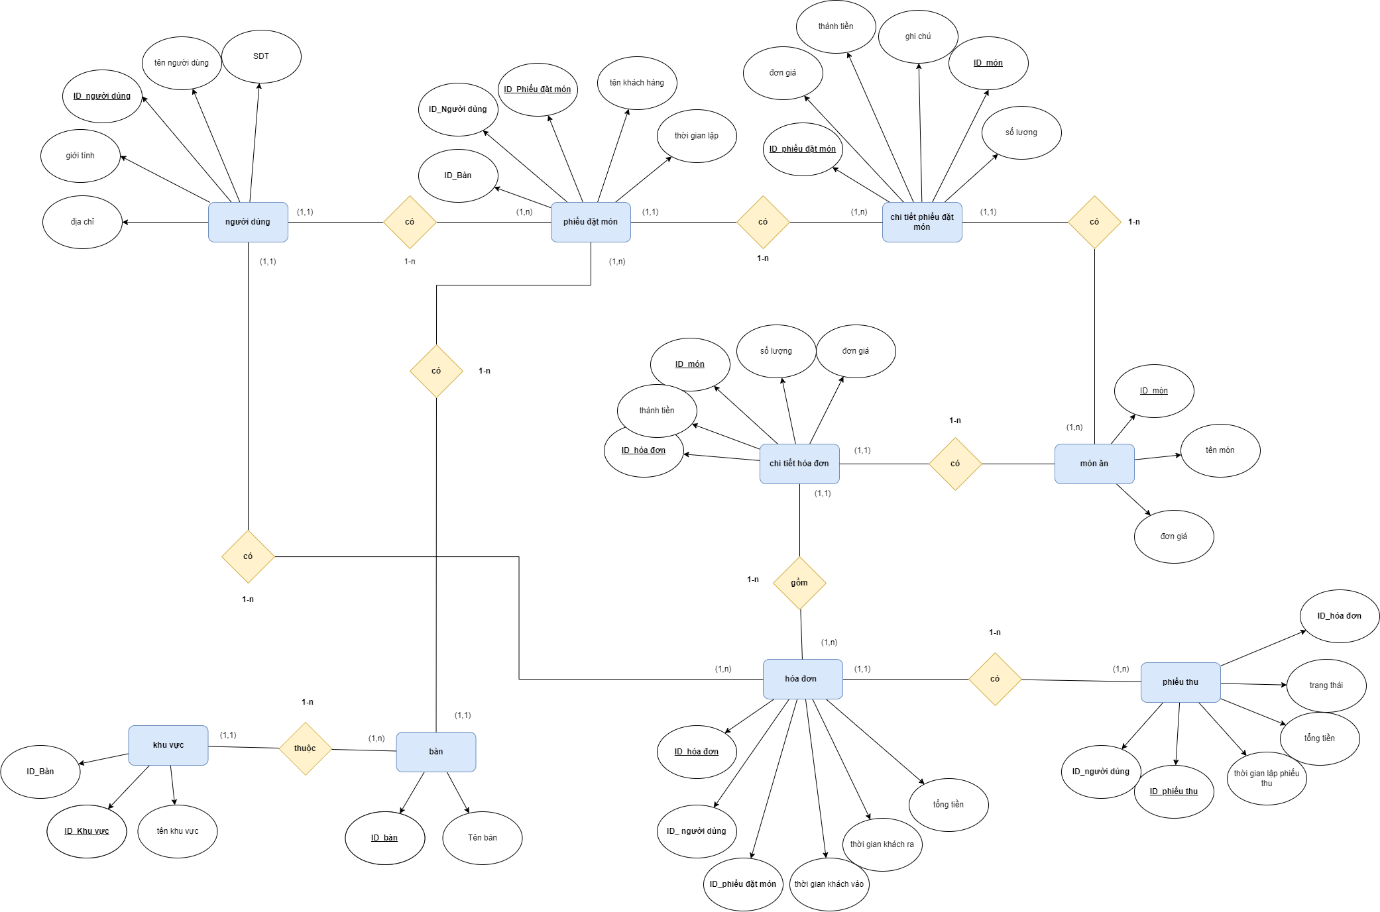 thành tiền
ghi chú
tên người dùng
SDT
ID_món
đơn giá
tên khách hàng
ID_Phiếu đặt món
ID_người dùng
ID_Người dùng
số lương
thời gian lập
ID_phiếu đặt món
giới tính
ID_Bàn
địa chỉ
người dùng
(1,1)
có
1-n
(1,n)
phiếu đặt món
(1,1)
có
1-n
(1,n)
chi tiết phiếu đặt
món
(1,1)
có
1-n
(1,1)
(1,n)
có
1-n
ID_món
số lượng
đơn giá
thành tiền
ID_hóa đơn
chi tiết hóa đơn
(1,1)
(1,1)
1-n
có
(1,n)
món ăn
ID_món
tên món
đơn giá
có
1-n
1-n
gồm
(1,n)
(1,n)
hóa đơn
(1,1)
1-n
có
(1,n)
phiếu thu
ID_hóa đơn
trạng thái
tổng tiền
thời gian lập phiếu
thu
ID_phiếu thu
ID_người dùng
khu vực
(1,1)
1-n
thuộc
(1,n)
(1,1)
bàn
ID_Bàn
ID_Khu vực
tên khu vực
ID_bàn
Tên bàn
ID_hóa đơn
ID_ người dùng
ID_phiếu đặt món
thời gian khách vào
thời gian khách ra
tổng tiền